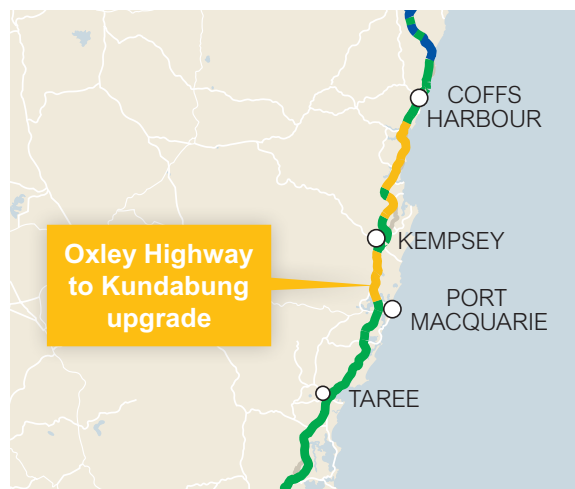 COFFS
HARBOUR
Oxley Highway
to Kundabung
upgrade
KEMPSEY
PORT
MACQUARIE
TAREE